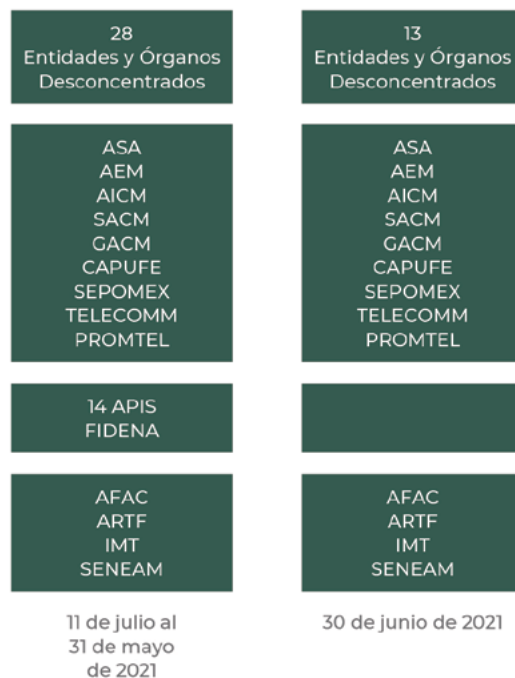 28
Entidades y Órganos
Desconcentrados
ASA
AEM
AICM
SACM
GACM
CAPUFE
SEPOMEX
TELECOMM
PROMTEL
14 APIS
FIDENA
AFAC
ARTF
IMT
SENEAM
11 de julio al
31 de mayo
de 2021
13
Entidades y Órganos
Desconcentrados
ASA
AEM
AICM
SACM
GACM
CAPUFE
SEPOMEX
TELECOMM
PROMTEL
AFAC
ARTF
IMT
SENEAM
30 de junio de 2021